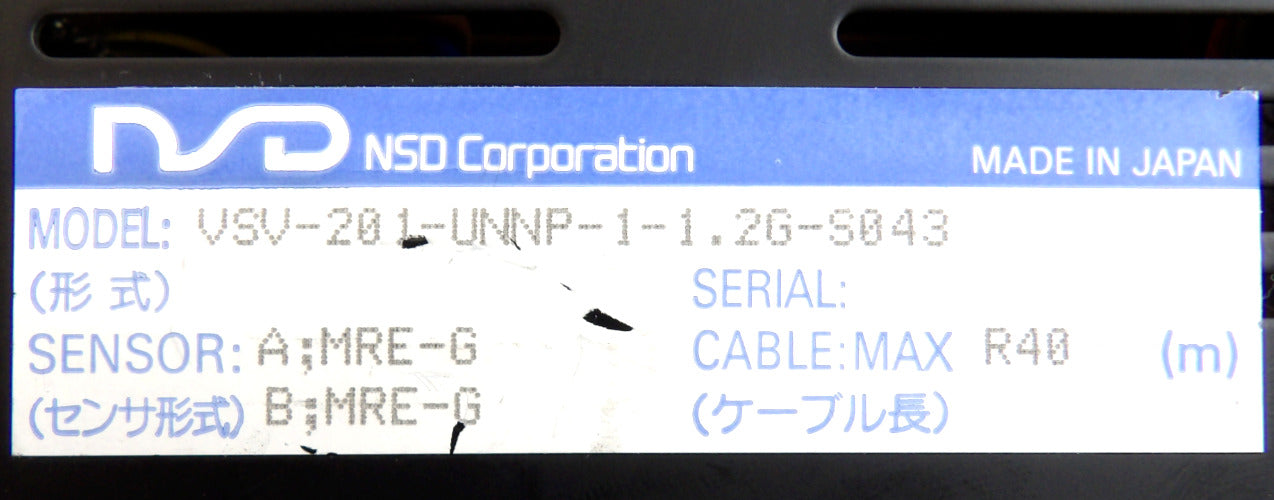 NSD NSD Corporation MADE IN JAPAN
MODEL: VSV-201-UNNP-1-1.2G-S043
(形 式)
SERIAL:
SENSOR: A;MRE-G CABLE:MAX R40 (m)
(センサ形式) B;MRE-G (ケーブル長)